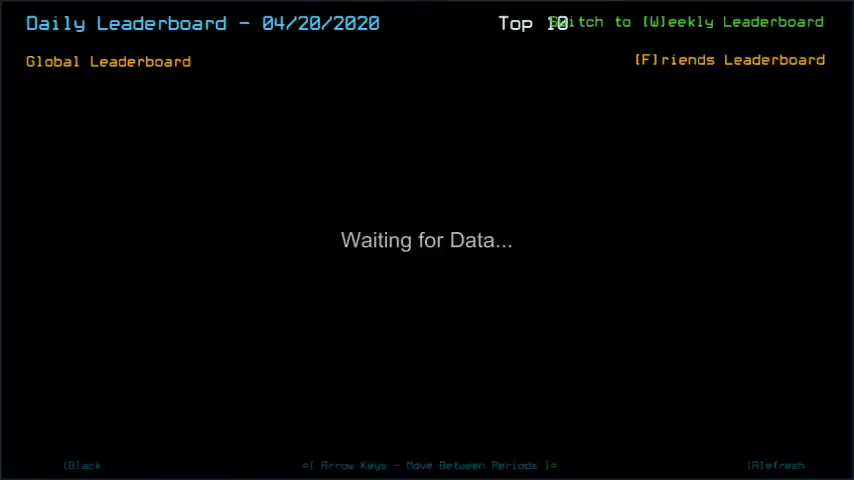 Daily Leaderboard - 04/20/2020
Top 10
Switch to [W]eekly Leaderboard
Global Leaderboard
[F]riends Leaderboard
Waiting for Data...
[B]ack
=[ Arrow Keys - Move Between Periods ]=
[R]efresh